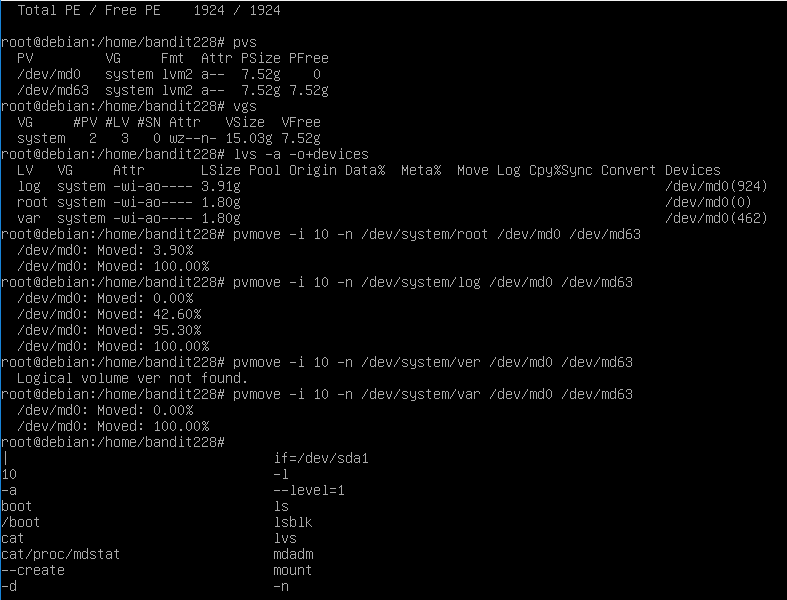 Total PE / Free PE    1924 / 1924
root@debian:/home/bandit228# pvs
PV         VG     Fmt  Attr PSize PFree
/dev/md0   system lvm2 a--  7.52g    0
/dev/md63  system lvm2 a--  7.52g 7.52g
root@debian:/home/bandit228# vgs
VG     #PV #LV #SN Attr   VSize  VFree
system   2   3   0 wz--n- 15.03g 7.52g
root@debian:/home/bandit228# lvs -a -o+devices
LV   VG     Attr       LSize Pool Origin Data%  Meta%  Move Log Cpy%Sync Convert Devices
log  system -wi-ao---- 3.91g                                                     /dev/md0(924)
root system -wi-ao---- 1.80g                                                     /dev/md0(0)
var  system -wi-ao---- 1.80g                                                     /dev/md0(462)
root@debian:/home/bandit228# pvmove -i 10 -n /dev/system/root /dev/md0 /dev/md63
/dev/md0: Moved: 3.90%
/dev/md0: Moved: 100.00%
root@debian:/home/bandit228# pvmove -i 10 -n /dev/system/log /dev/md0 /dev/md63
/dev/md0: Moved: 0.00%
/dev/md0: Moved: 42.60%
/dev/md0: Moved: 95.30%
/dev/md0: Moved: 100.00%
root@debian:/home/bandit228# pvmove -i 10 -n /dev/system/ver /dev/md0 /dev/md63
Logical volume ver not found.
root@debian:/home/bandit228# pvmove -i 10 -n /dev/system/var /dev/md0 /dev/md63
/dev/md0: Moved: 0.00%
/dev/md0: Moved: 100.00%
root@debian:/home/bandit228#
|                                 if=/dev/sda1
10                                -l
-a                                --level=1
boot                              ls
/boot                             lsblk
cat                               lvs
cat/proc/mdstat                   mdadm
--create                          mount
-d                                -n